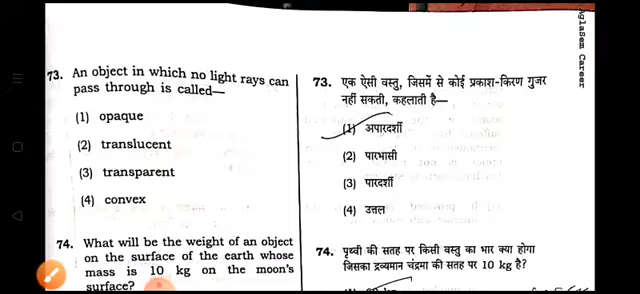 AglaSem Career
73. An object in which no light rays can
pass through is called—
(1) opaque
(2) translucent
(3) transparent
(4) convex
74. What will be the weight of an object
on the surface of the earth whose
mass is 10 kg on the moon's
surface?
73. एक ऐसी वस्तु, जिसमें से कोई प्रकाश-किरण गुजर
नहीं सकती, कहलाती है—
(1) अपारदर्शी
(2) पारभासी
(3) पारदर्शी
(4) उत्तल
74. पृथ्वी की सतह पर किसी वस्तु का भार क्या होगा
जिसका द्रव्यमान चंद्रमा की सतह पर 10 kg है?